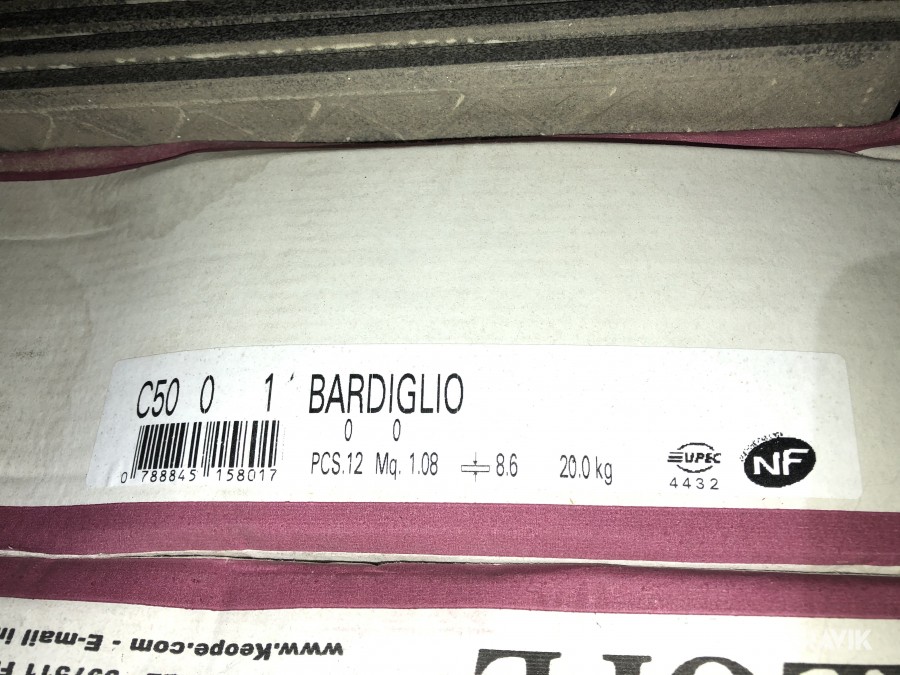 C50 0 1 BARDIGLIO
0 0
0 788845 158017
PCS.12 Mq. 1.08 8.6 20.0 kg
UPEC
4432
NF
www.Keope.com - E-mail